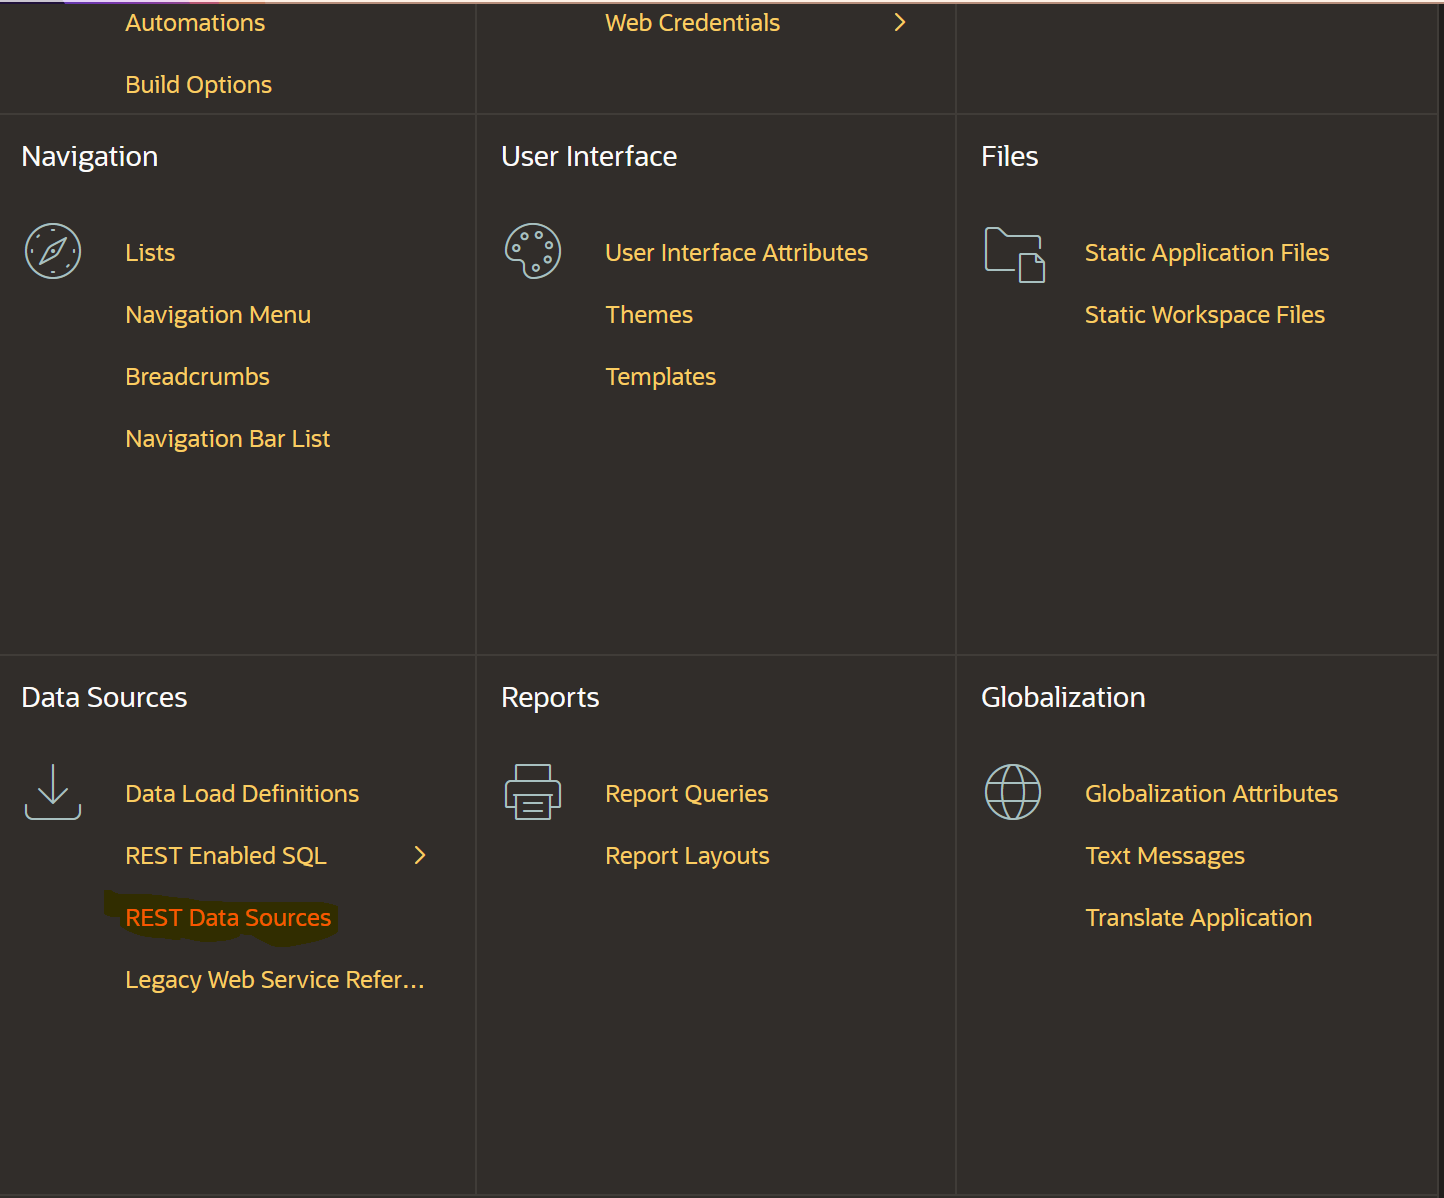 Automations
Build Options
Web Credentials
Navigation
Lists
Navigation Menu
Breadcrumbs
Navigation Bar List
User Interface
User Interface Attributes
Themes
Templates
Files
Static Application Files
Static Workspace Files
Data Sources
Data Load Definitions
REST Enabled SQL
REST Data Sources
Legacy Web Service Refer...
Reports
Report Queries
Report Layouts
Globalization
Globalization Attributes
Text Messages
Translate Application